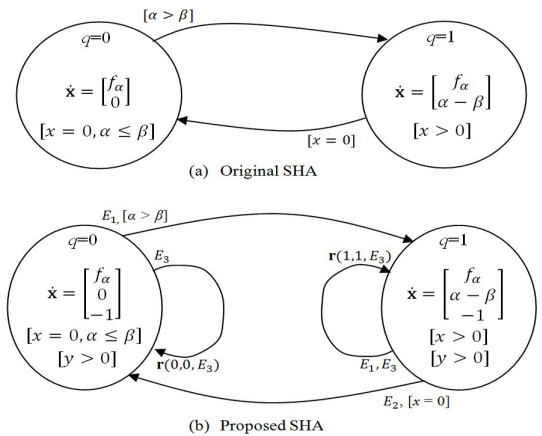 [α > β]
q=0
ẋ = [f_α
0]
[x = 0, α ≤ β]
q=1
ẋ = [f_α
α − β]
[x > 0]
[x = 0]
(a) Original SHA
E₁, [α > β]
q=0
E₃
ẋ = [f_α
0
−1]
[x = 0, α ≤ β]
[y > 0]
r(0,0, E₃)
q=1
r(1,1, E₃)
ẋ = [f_α
α − β
−1]
[x > 0]
[y > 0]
E₁, E₃
E₂, [x = 0]
(b) Proposed SHA